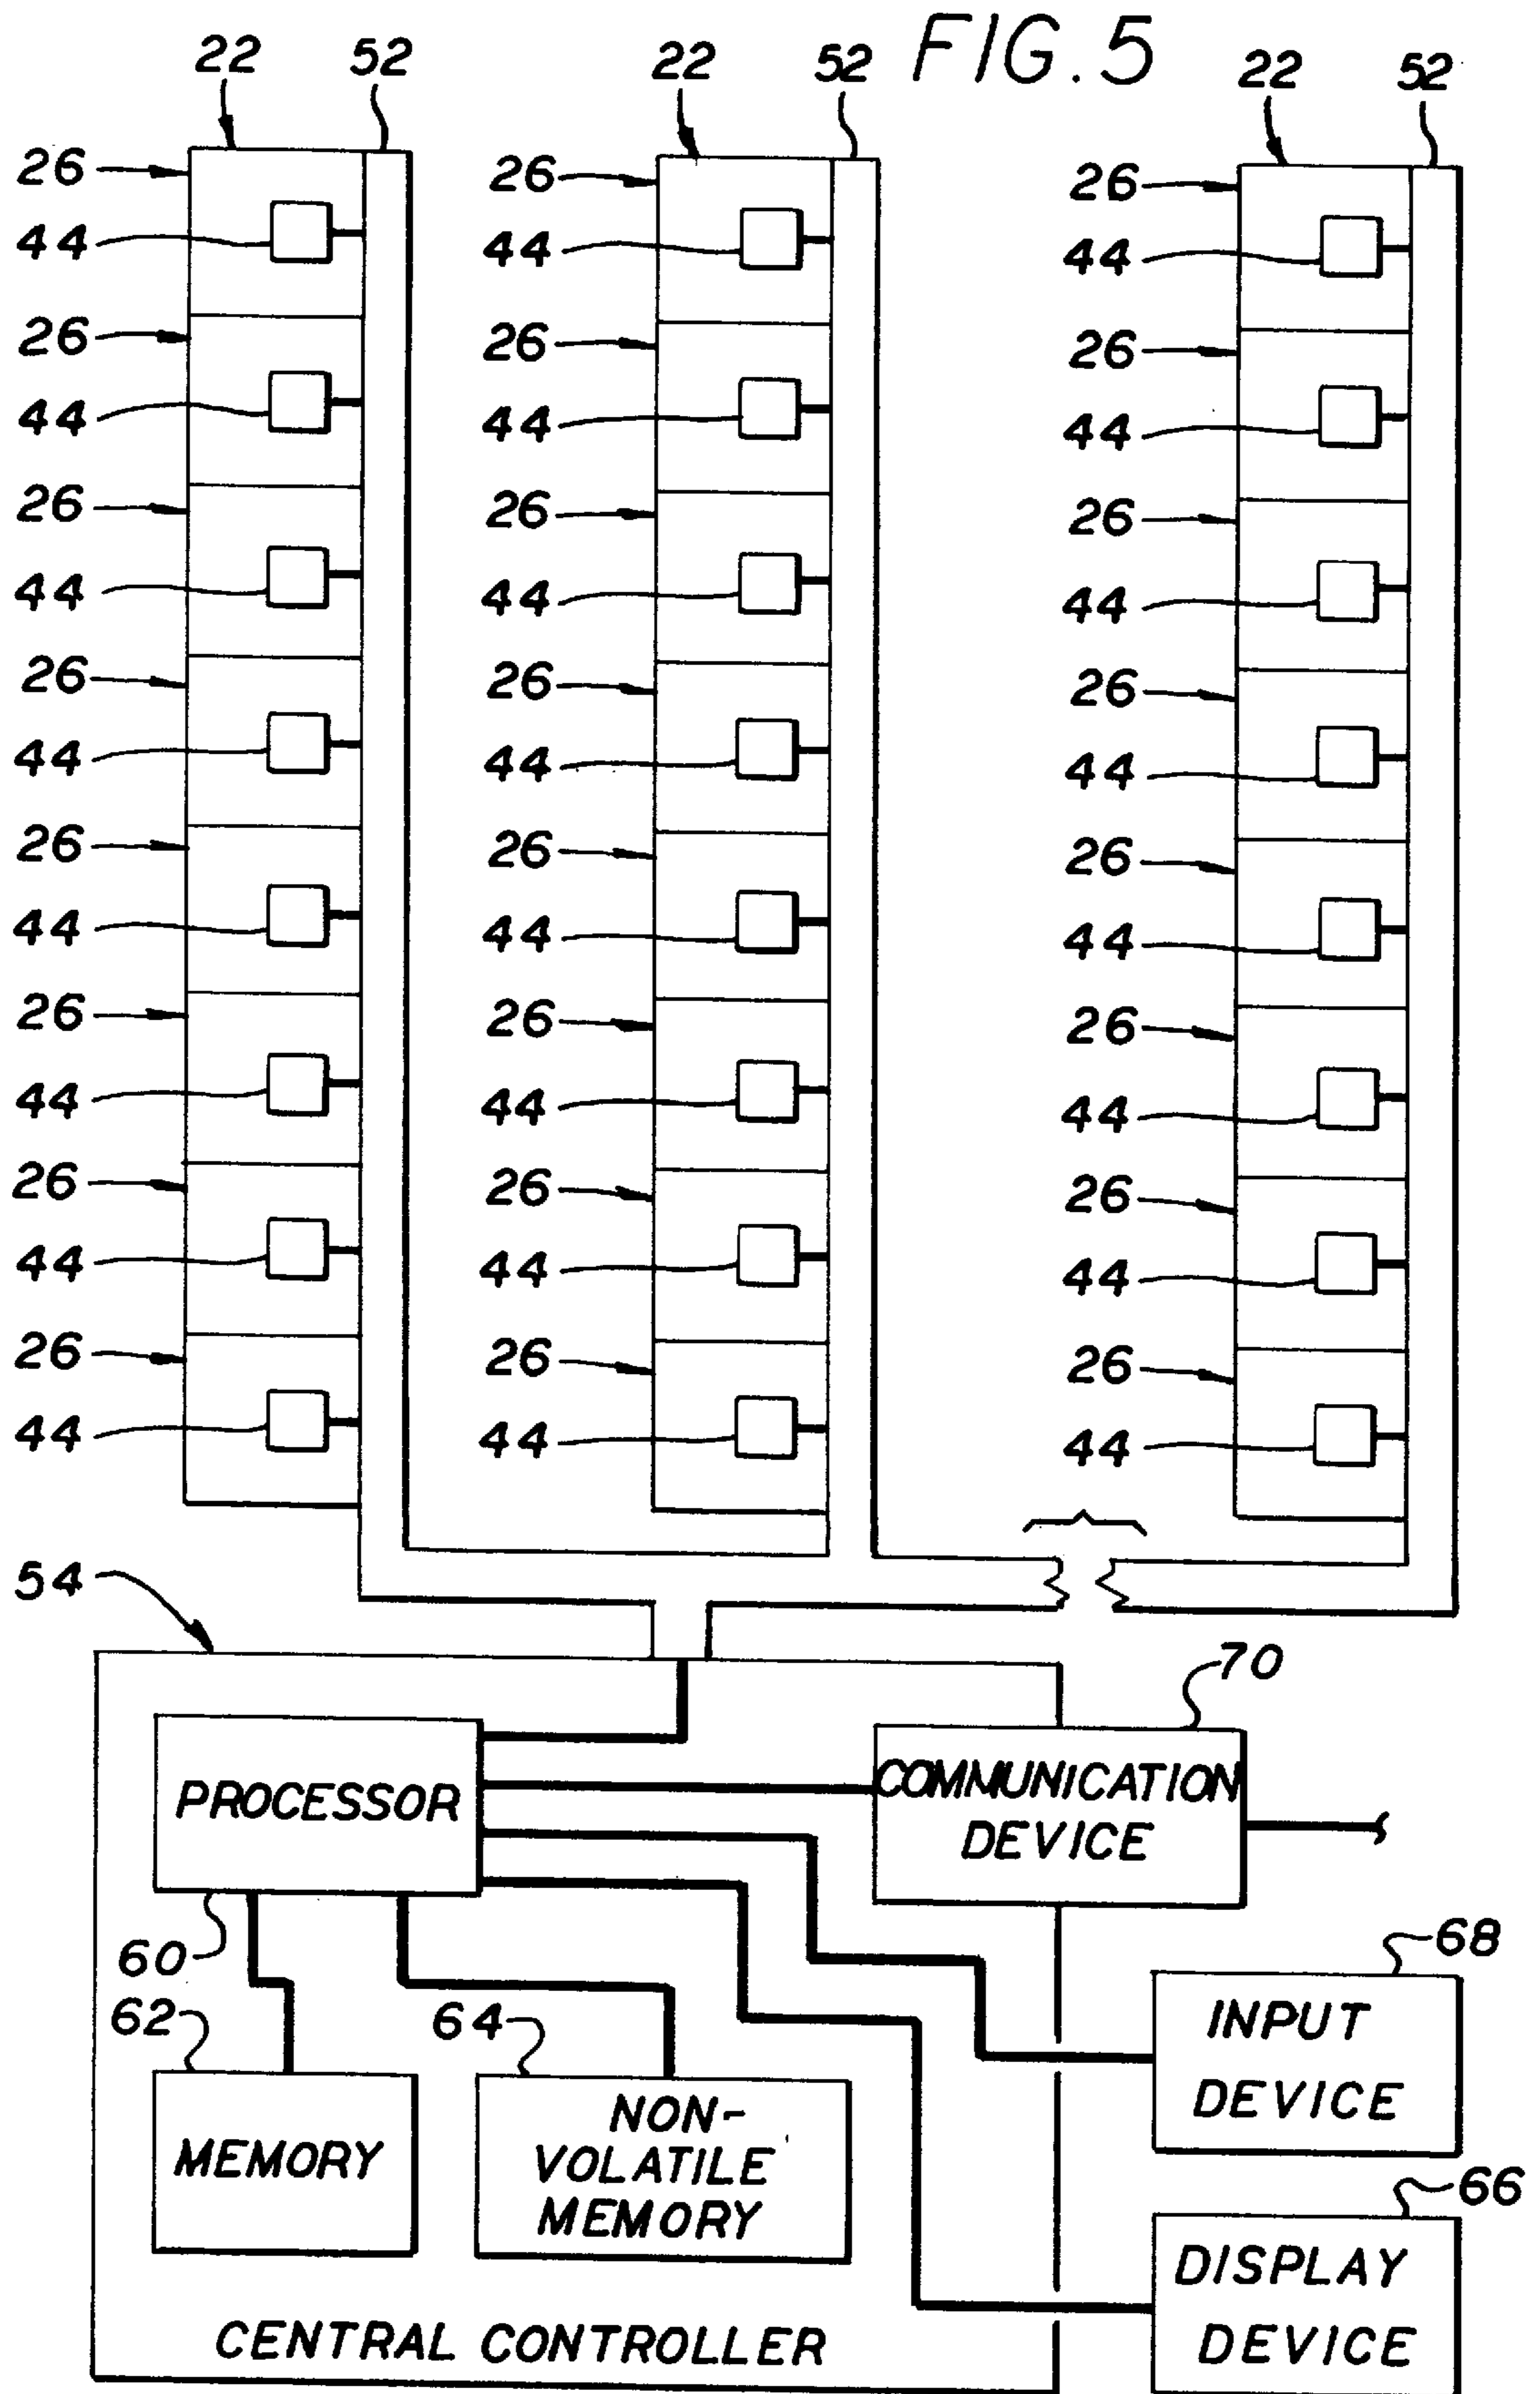 FIG. 5
22 52 22 52 22 52
26 26 26
44 44 44
26 26 26
44 44 44
26 26 26
44 44 44
26 26 26
44 44 44
26 26 26
44 44 44
26 26 26
44 44 44
26 26 26
44 44 44
26 26 26
44 44 44
54
70
PROCESSOR
COMMUNICATION
DEVICE
60
68
62
64
INPUT
DEVICE
MEMORY
NON-
VOLATILE
MEMORY
66
DISPLAY
DEVICE
CENTRAL CONTROLLER